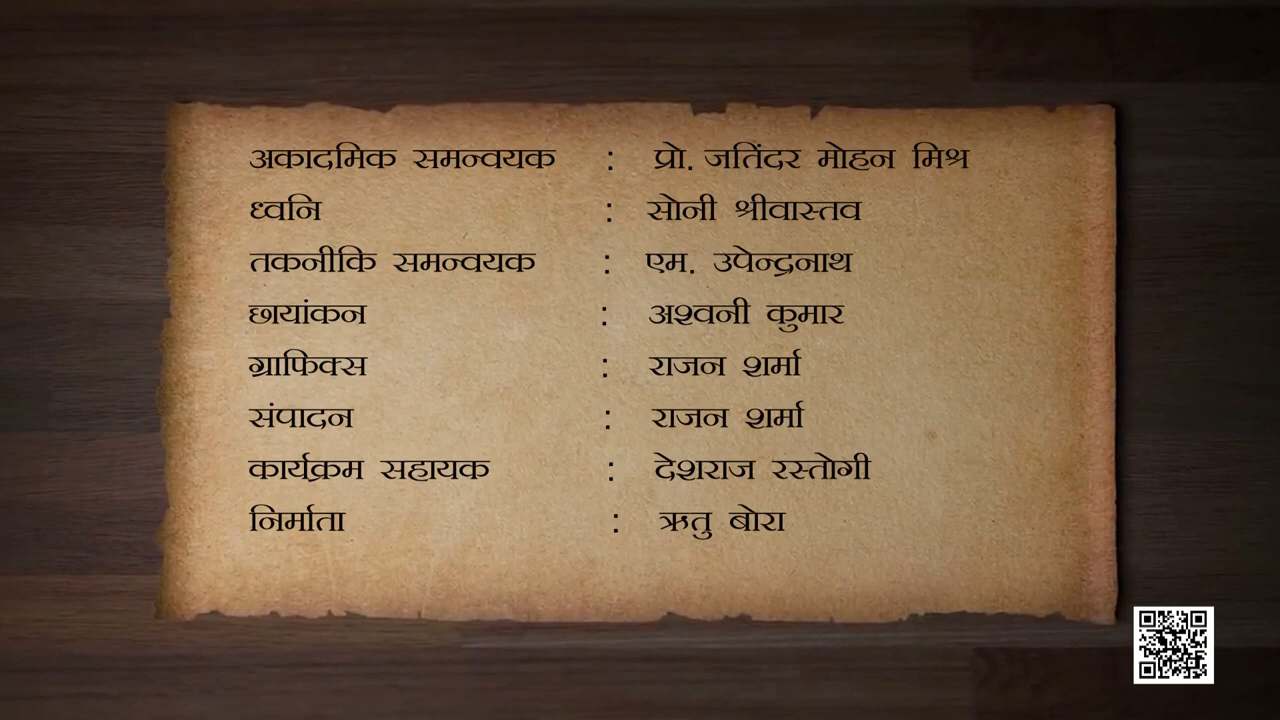 अकादमिक समन्वयक : प्रो. जतिंदर मोहन मिश्र
ध्वनि : सोनी श्रीवास्तव
तकनीकि समन्वयक : एम. उपेन्द्रनाथ
छायांकन : अश्वनी कुमार
ग्राफिक्स : राजन शर्मा
संपादन : राजन शर्मा
कार्यक्रम सहायक : देशराज रस्तोगी
निर्माता : ऋतु बोरा